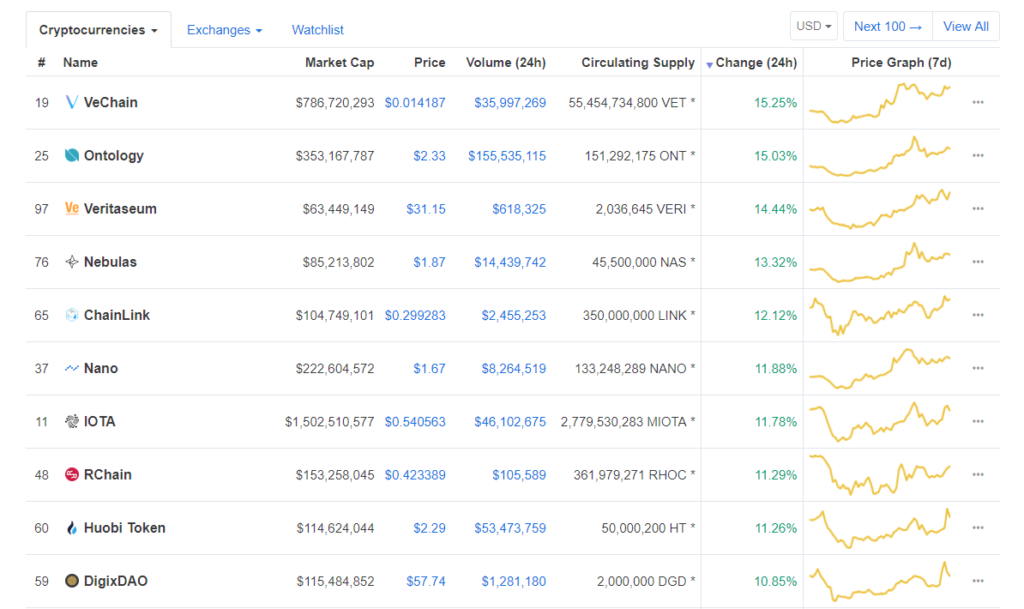 Cryptocurrencies Exchanges Watchlist USD Next 100 → View All
# Name Market Cap Price Volume (24h) Circulating Supply Change (24h) Price Graph (7d)
19 VeChain $786,720,293 $0.014187 $35,997,269 55,454,734,800 VET * 15.25%
25 Ontology $353,167,787 $2.33 $155,535,115 151,292,175 ONT * 15.03%
97 Ve Veritaseum $63,449,149 $31.15 $618,325 2,036,645 VERI * 14.44%
76 Nebulas $85,213,802 $1.87 $14,439,742 45,500,000 NAS * 13.32%
65 ChainLink $104,749,101 $0.299283 $2,455,253 350,000,000 LINK * 12.12%
37 Nano $222,604,572 $1.67 $8,264,519 133,248,289 NANO * 11.88%
11 IOTA $1,502,510,577 $0.540563 $46,102,675 2,779,530,283 MIOTA * 11.78%
48 RChain $153,258,045 $0.423389 $105,589 361,979,271 RHOC * 11.29%
60 Huobi Token $114,624,044 $2.29 $53,473,759 50,000,200 HT * 11.26%
59 DigixDAO $115,484,852 $57.74 $1,281,180 2,000,000 DGD * 10.85%